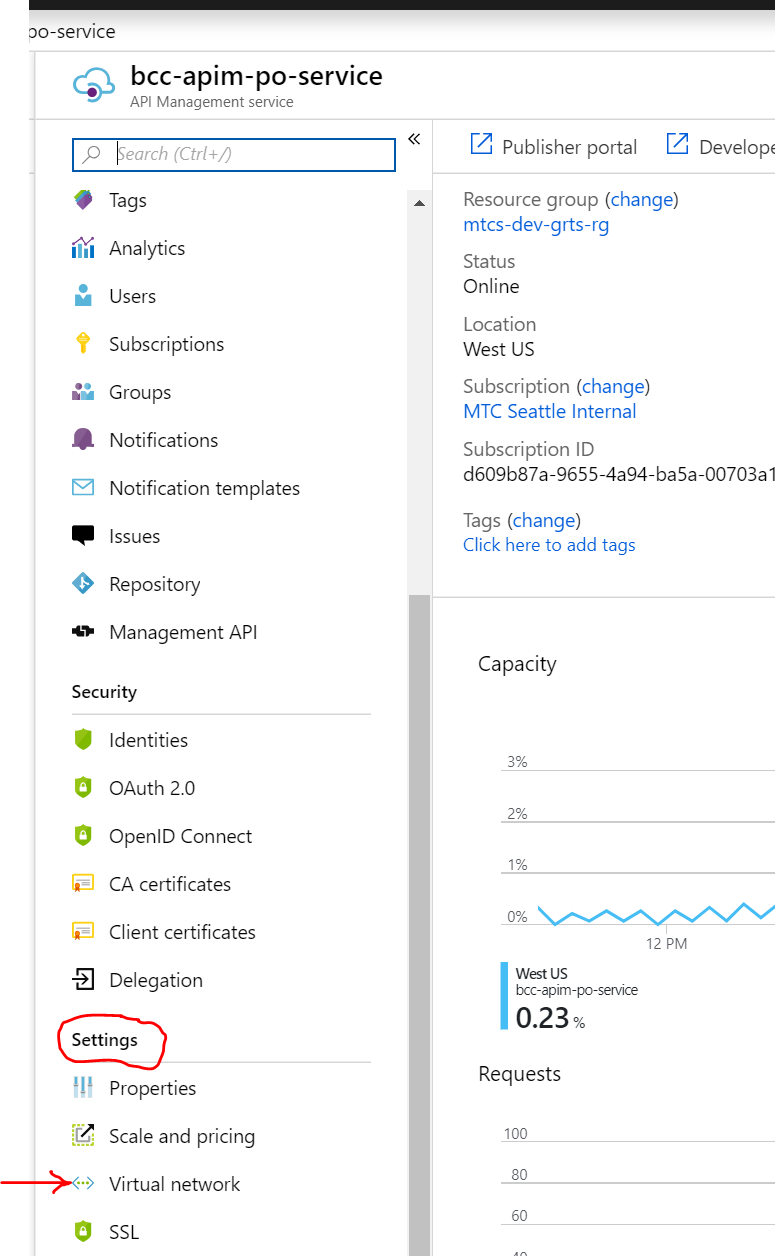 po-service
bcc-apim-po-service
API Management service
Search (Ctrl+/)
Tags
Analytics
Users
Subscriptions
Groups
Notifications
Notification templates
Issues
Repository
Management API
Security
Identities
OAuth 2.0
OpenID Connect
CA certificates
Client certificates
Delegation
Settings
Properties
Scale and pricing
Virtual network
SSL
Publisher portal Develope
Resource group (change)
mtcs-dev-grts-rg
Status
Online
Location
West US
Subscription (change)
MTC Seattle Internal
Subscription ID
d609b87a-9655-4a94-ba5a-00703a1
Tags (change)
Click here to add tags
Capacity
3%
2%
1%
0%
12 PM
West US
bcc-apim-po-service
0.23 %
Requests
100
80
60
40